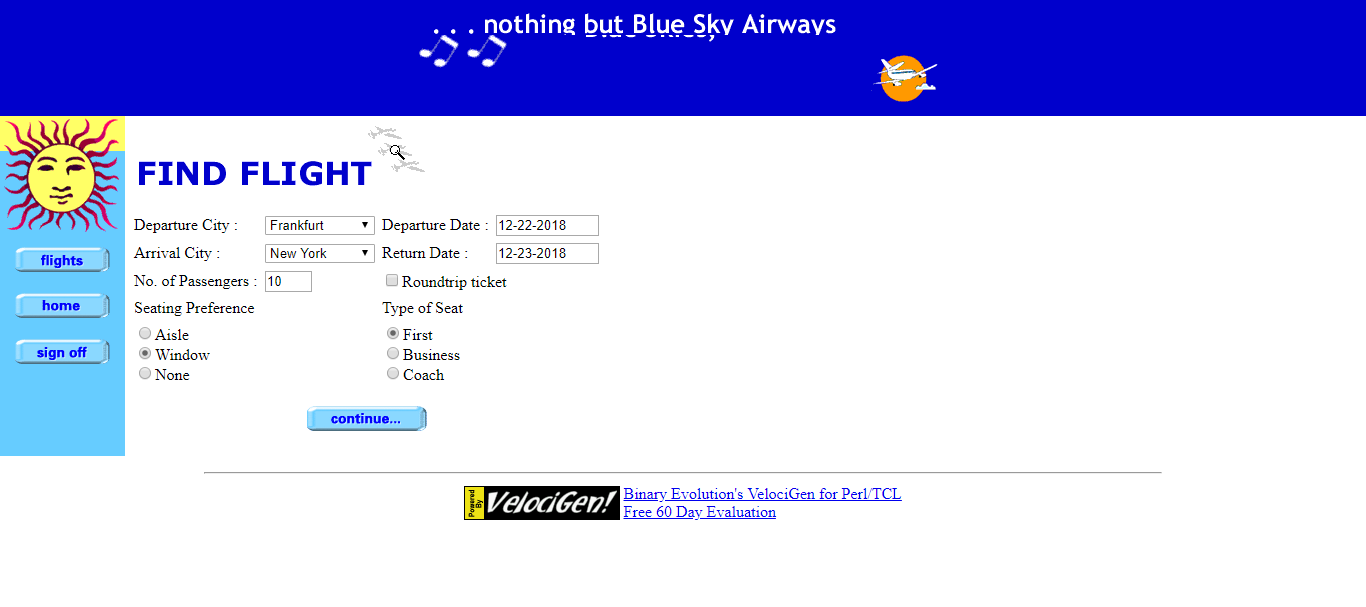 . . . nothing but Blue Sky Airways
FIND FLIGHT
flights
home
sign off
Departure City : Frankfurt Departure Date : 12-22-2018
Arrival City : New York Return Date : 12-23-2018
No. of Passengers : 10 Roundtrip ticket
Seating Preference Type of Seat
Aisle First
Window Business
None Coach
continue...
Powered By VelociGen!
Binary Evolution's VelociGen for Perl/TCL
Free 60 Day Evaluation